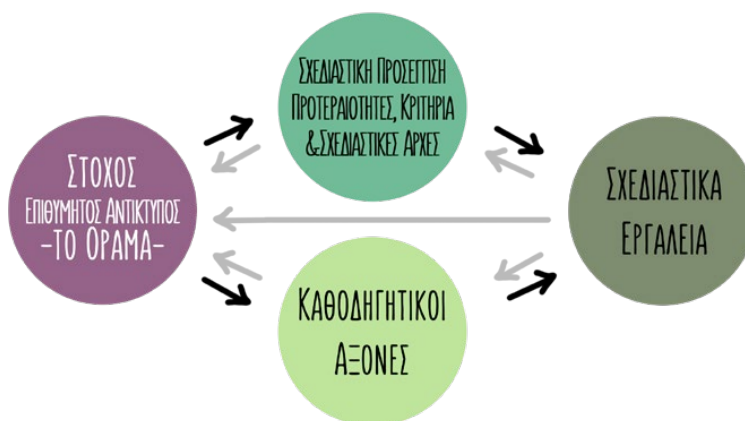 ΣΧΕΔΙΑΣΤΙΚΗ ΠΡΟΣΕΓΓΙΣΗ
ΠΡΟΤΕΡΑΙΟΤΗΤΕΣ, ΚΡΙΤΗΡΙΑ
&ΣΧΕΔΙΑΣΤΙΚΕΣ ΑΡΧΕΣ
ΣΤΟΧΟΣ
ΕΠΙΘΥΜΗΤΟΣ ΑΝΤΙΚΤΥΠΟΣ
-ΤΟ ΟΡΑΜΑ-
ΣΧΕΔΙΑΣΤΙΚΑ
ΕΡΓΑΛΕΙΑ
ΚΑΘΟΔΗΓΗΤΙΚΟΙ
ΑΞΟΝΕΣ